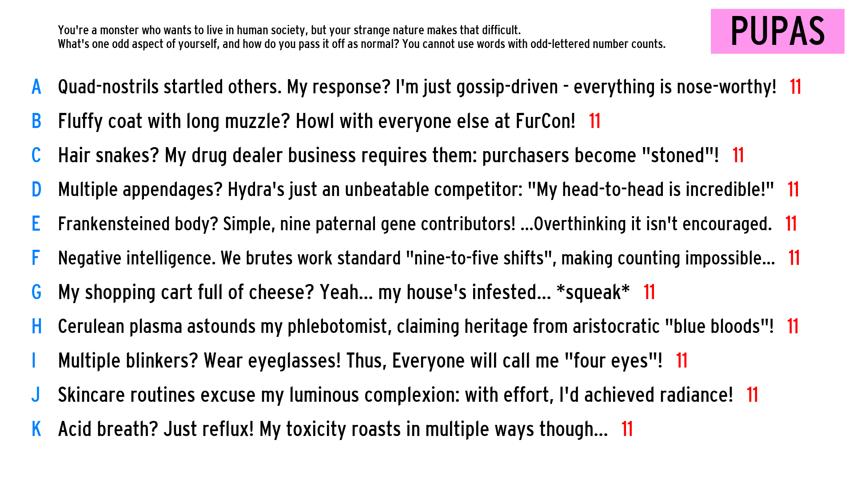 You're a monster who wants to live in human society, but your strange nature makes that difficult.
What's one odd aspect of yourself, and how do you pass it off as normal? You cannot use words with odd-lettered number counts.
PUPAS
A Quad-nostrils startled others. My response? I'm just gossip-driven - everything is nose-worthy! 11
B Fluffy coat with long muzzle? Howl with everyone else at FurCon! 11
C Hair snakes? My drug dealer business requires them: purchasers become "stoned"! 11
D Multiple appendages? Hydra's just an unbeatable competitor: "My head-to-head is incredible!" 11
E Frankensteined body? Simple, nine paternal gene contributors! ...Overthinking it isn't encouraged. 11
F Negative intelligence. We brutes work standard "nine-to-five shifts", making counting impossible... 11
G My shopping cart full of cheese? Yeah... my house's infested... *squeak* 11
H Cerulean plasma astounds my phlebotomist, claiming heritage from aristocratic "blue bloods"! 11
I Multiple blinkers? Wear eyeglasses! Thus, Everyone will call me "four eyes"! 11
J Skincare routines excuse my luminous complexion: with effort, I'd achieved radiance! 11
K Acid breath? Just reflux! My toxicity roasts in multiple ways though... 11